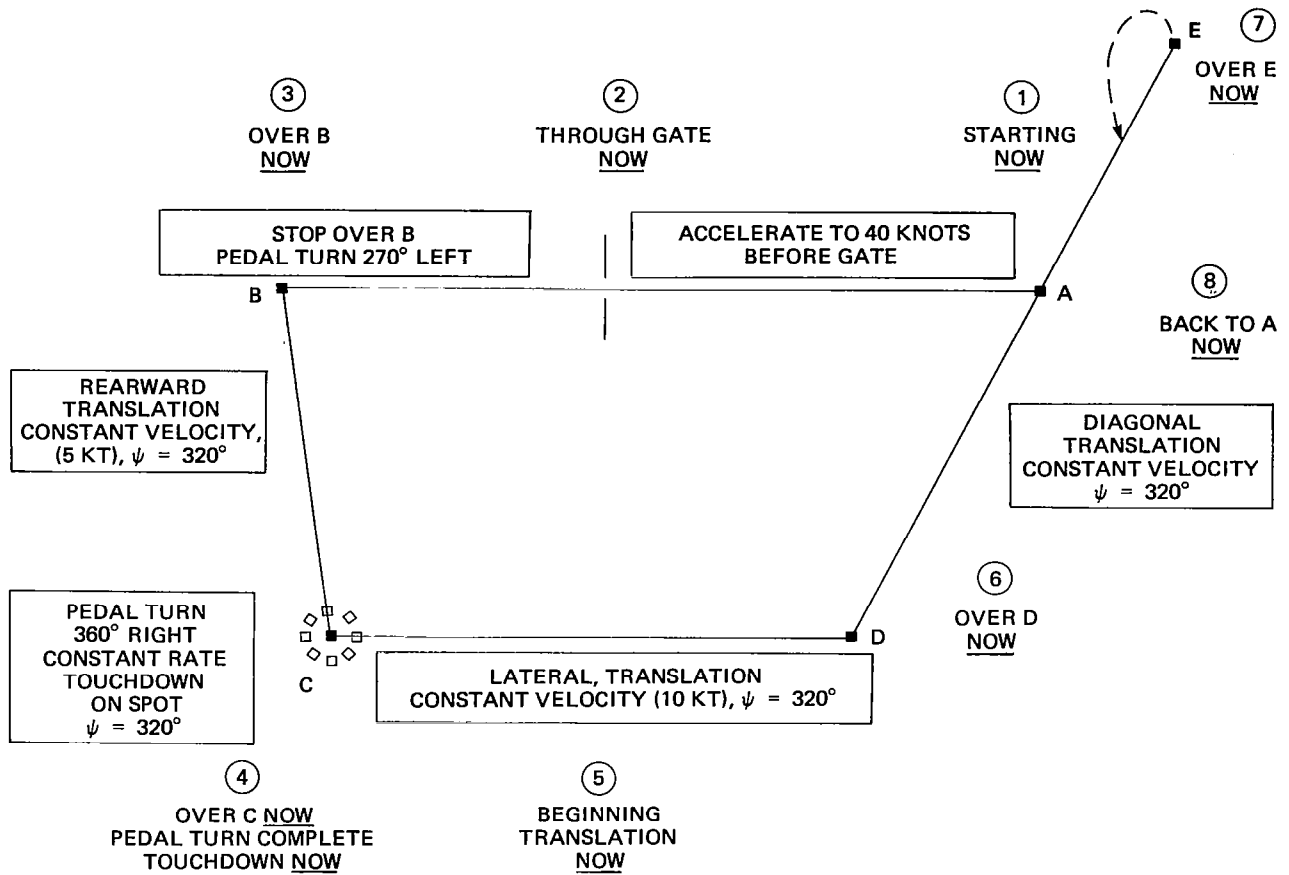 E
7
OVER E
NOW
3
OVER B
NOW
2
THROUGH GATE
NOW
1
STARTING
NOW
STOP OVER B
PEDAL TURN 270° LEFT
ACCELERATE TO 40 KNOTS
BEFORE GATE
B
A
8
BACK TO A
NOW
REARWARD
TRANSLATION
CONSTANT VELOCITY,
(5 KT), ψ = 320°
DIAGONAL
TRANSLATION
CONSTANT VELOCITY
ψ = 320°
6
OVER D
NOW
PEDAL TURN
360° RIGHT
CONSTANT RATE
TOUCHDOWN
ON SPOT
ψ = 320°
C
D
LATERAL, TRANSLATION
CONSTANT VELOCITY (10 KT), ψ = 320°
4
OVER C NOW
PEDAL TURN COMPLETE
TOUCHDOWN NOW
5
BEGINNING
TRANSLATION
NOW